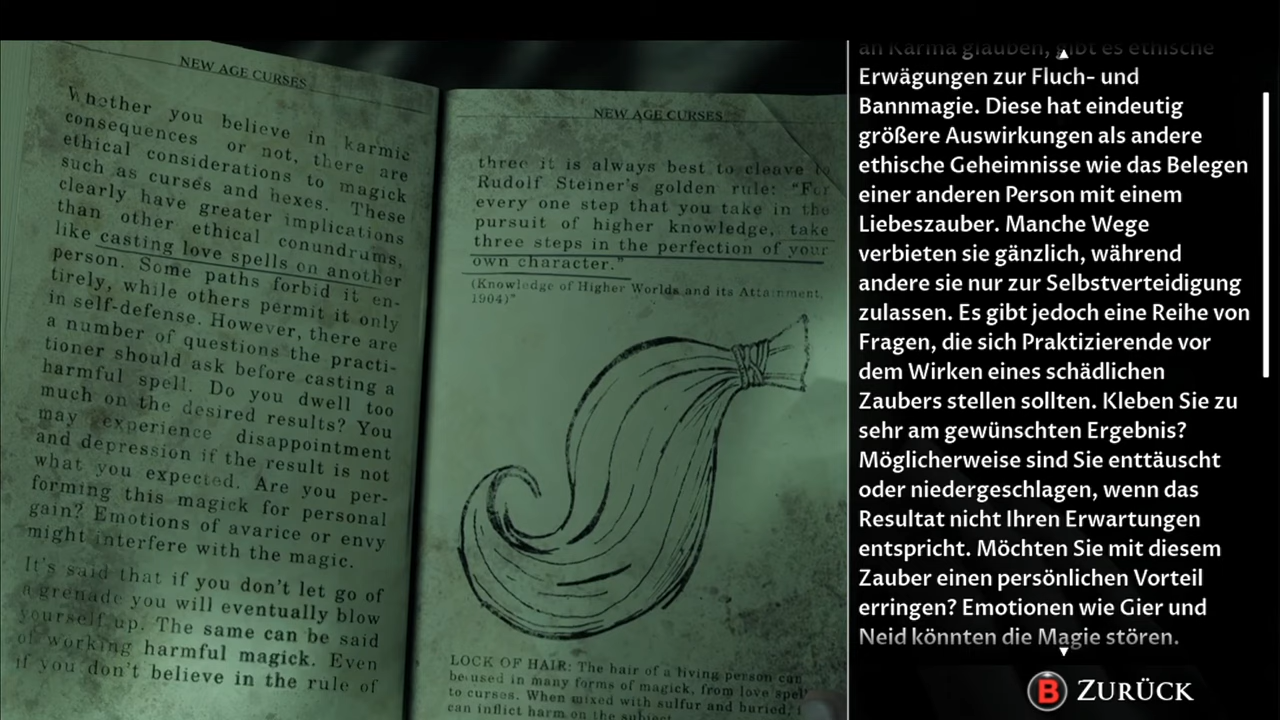 NEW AGE CURSES
Whether you believe in karmic
consequences or not, there are
ethical considerations to magick
such as curses and hexes. These
clearly have greater implications
than other ethical conundrums,
like casting love spells on another
person. Some paths forbid it en-
tirely, while others permit it only
in self-defense. However, there are
a number of questions the practi-
tioner should ask before casting a
harmful spell. Do you dwell too
much on the desired results? You
may experience disappointment
and depression if the result is not
what you expected. Are you per-
forming this magick for personal
gain? Emotions of avarice or envy
might interfere with the magic.
It's said that if you don't let go of
a grenade you will eventually blow
yourself up. The same can be said
of working harmful magick. Even
if you don't believe in the rule of
NEW AGE CURSES
three it is always best to cleave to
Rudolf Steiner's golden rule: "For
every one step that you take in the
pursuit of higher knowledge, take
three steps in the perfection of your
own character."
(Knowledge of Higher Worlds and its Attainment,
1904)"
LOCK OF HAIR: The hair of a living person can
be used in many forms of magick, from love spel
to curses. When mixed with sulfur and buried, i
can inflict harm on the subject
an Karma glauben, gibt es ethische
Erwägungen zur Fluch- und
Bannmagie. Diese hat eindeutig
größere Auswirkungen als andere
ethische Geheimnisse wie das Belegen
einer anderen Person mit einem
Liebeszauber. Manche Wege
verbieten sie gänzlich, während
andere sie nur zur Selbstverteidigung
zulassen. Es gibt jedoch eine Reihe von
Fragen, die sich Praktizierende vor
dem Wirken eines schädlichen
Zaubers stellen sollten. Kleben Sie zu
sehr am gewünschten Ergebnis?
Möglicherweise sind Sie enttäuscht
oder niedergeschlagen, wenn das
Resultat nicht Ihren Erwartungen
entspricht. Möchten Sie mit diesem
Zauber einen persönlichen Vorteil
erringen? Emotionen wie Gier und
Neid könnten die Magie stören.
B ZURÜCK